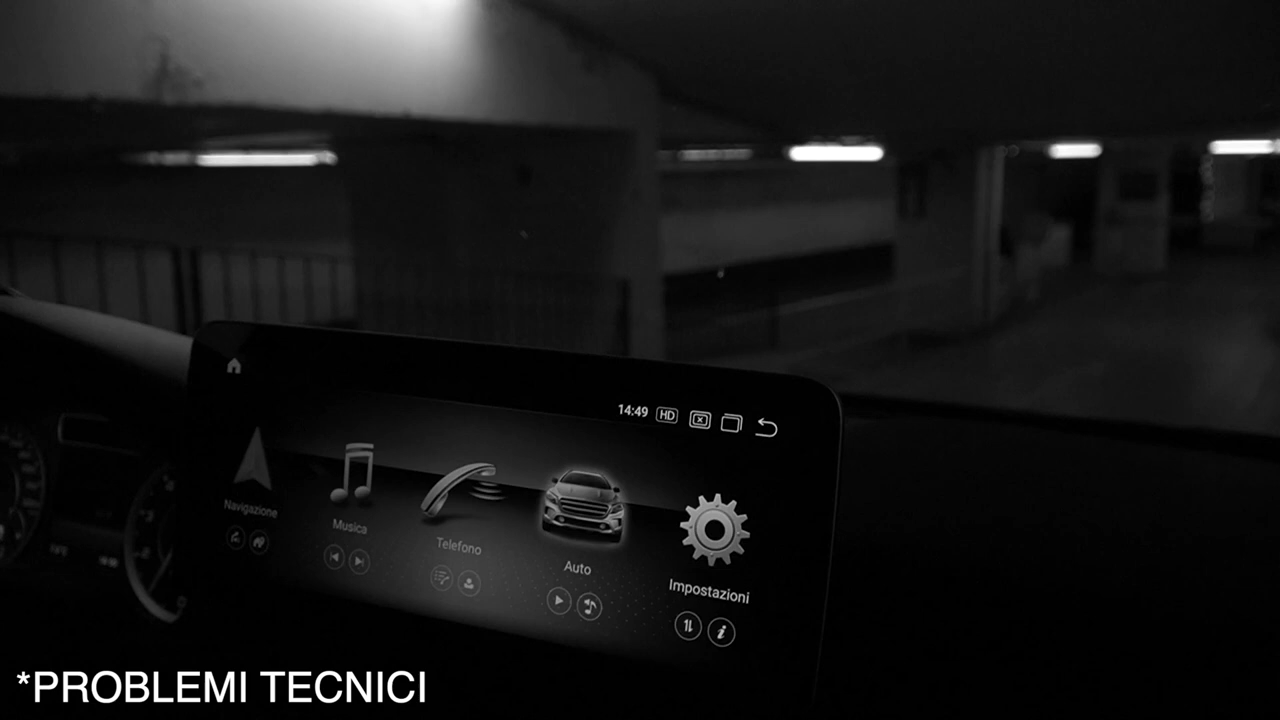 14:49 HD
Navigazione
Musica
Telefono
Auto
Impostazioni
*PROBLEMI TECNICI